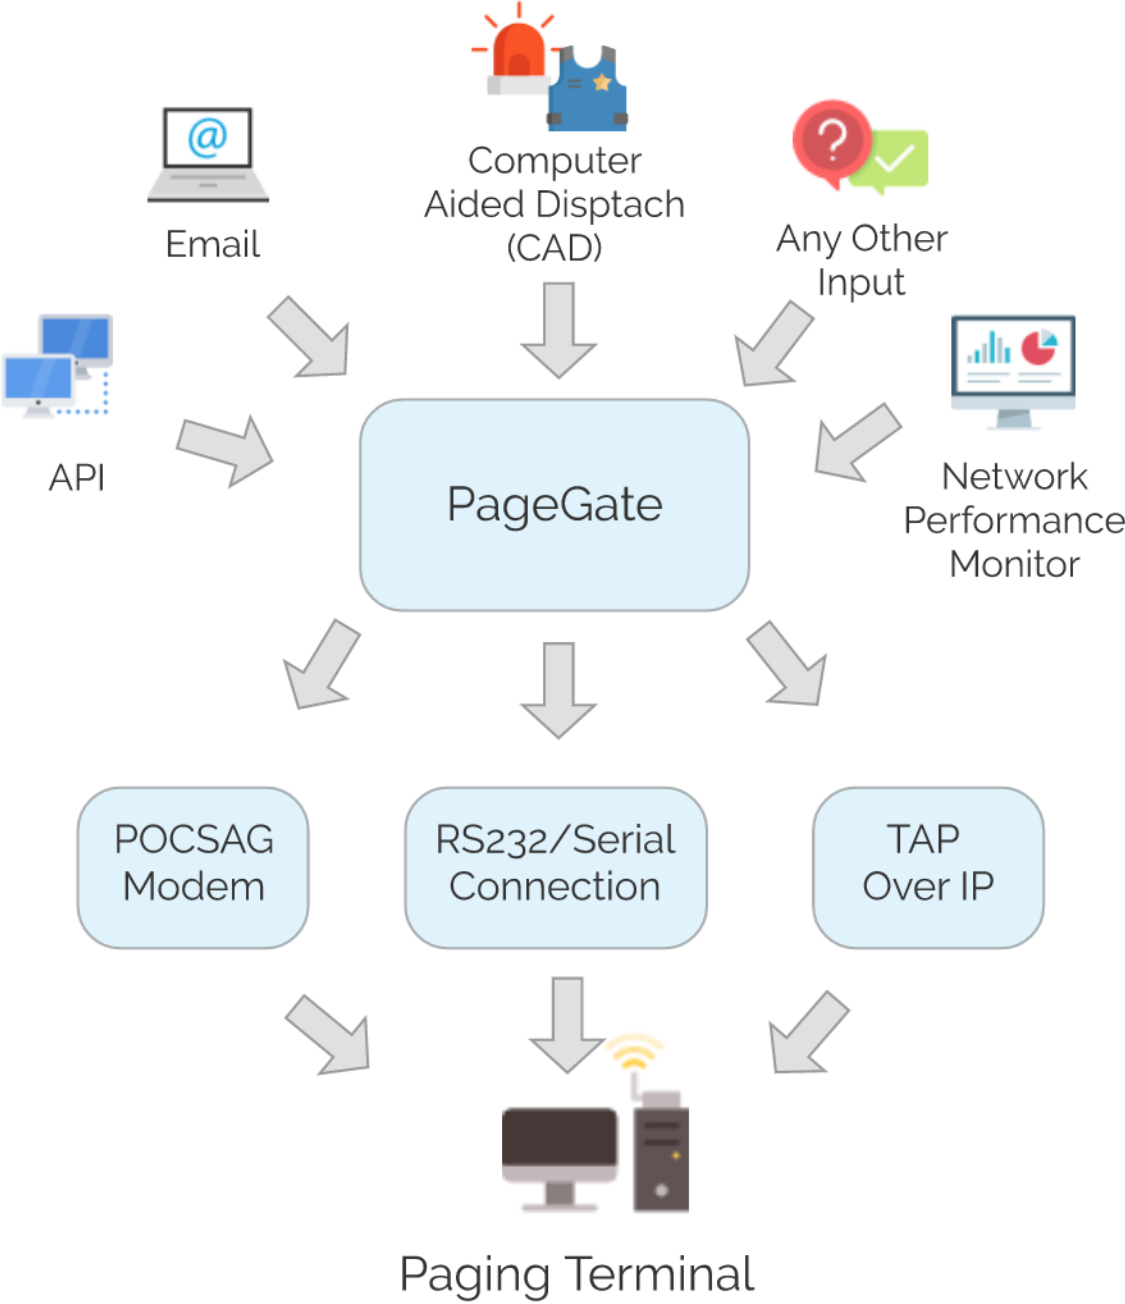 Computer
Aided Disptach
(CAD)
Email
Any Other
Input
API
Network
Performance
Monitor
PageGate
POCSAG
Modem
RS232/Serial
Connection
TAP
Over IP
Paging Terminal